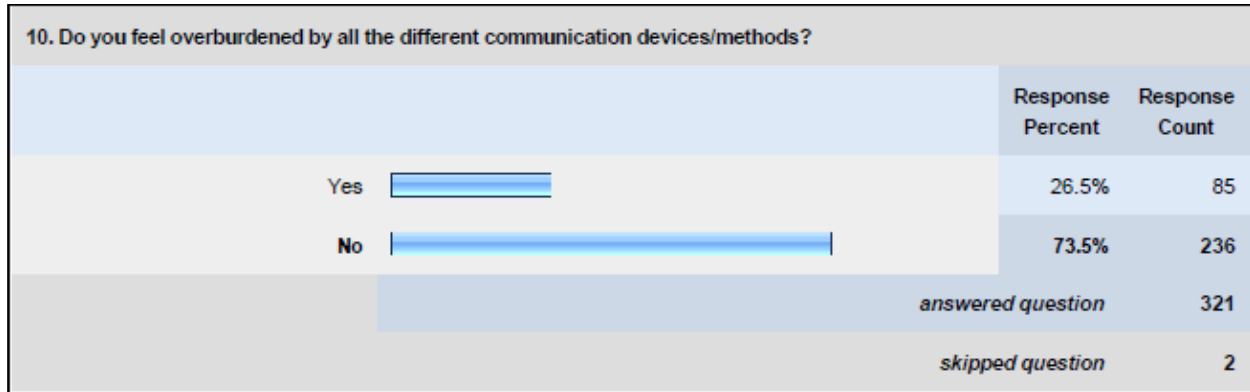 10. Do you feel overburdened by all the different communication devices/methods?
Response Percent
Response Count
Yes 26.5% 85
No 73.5% 236
answered question 321
skipped question 2